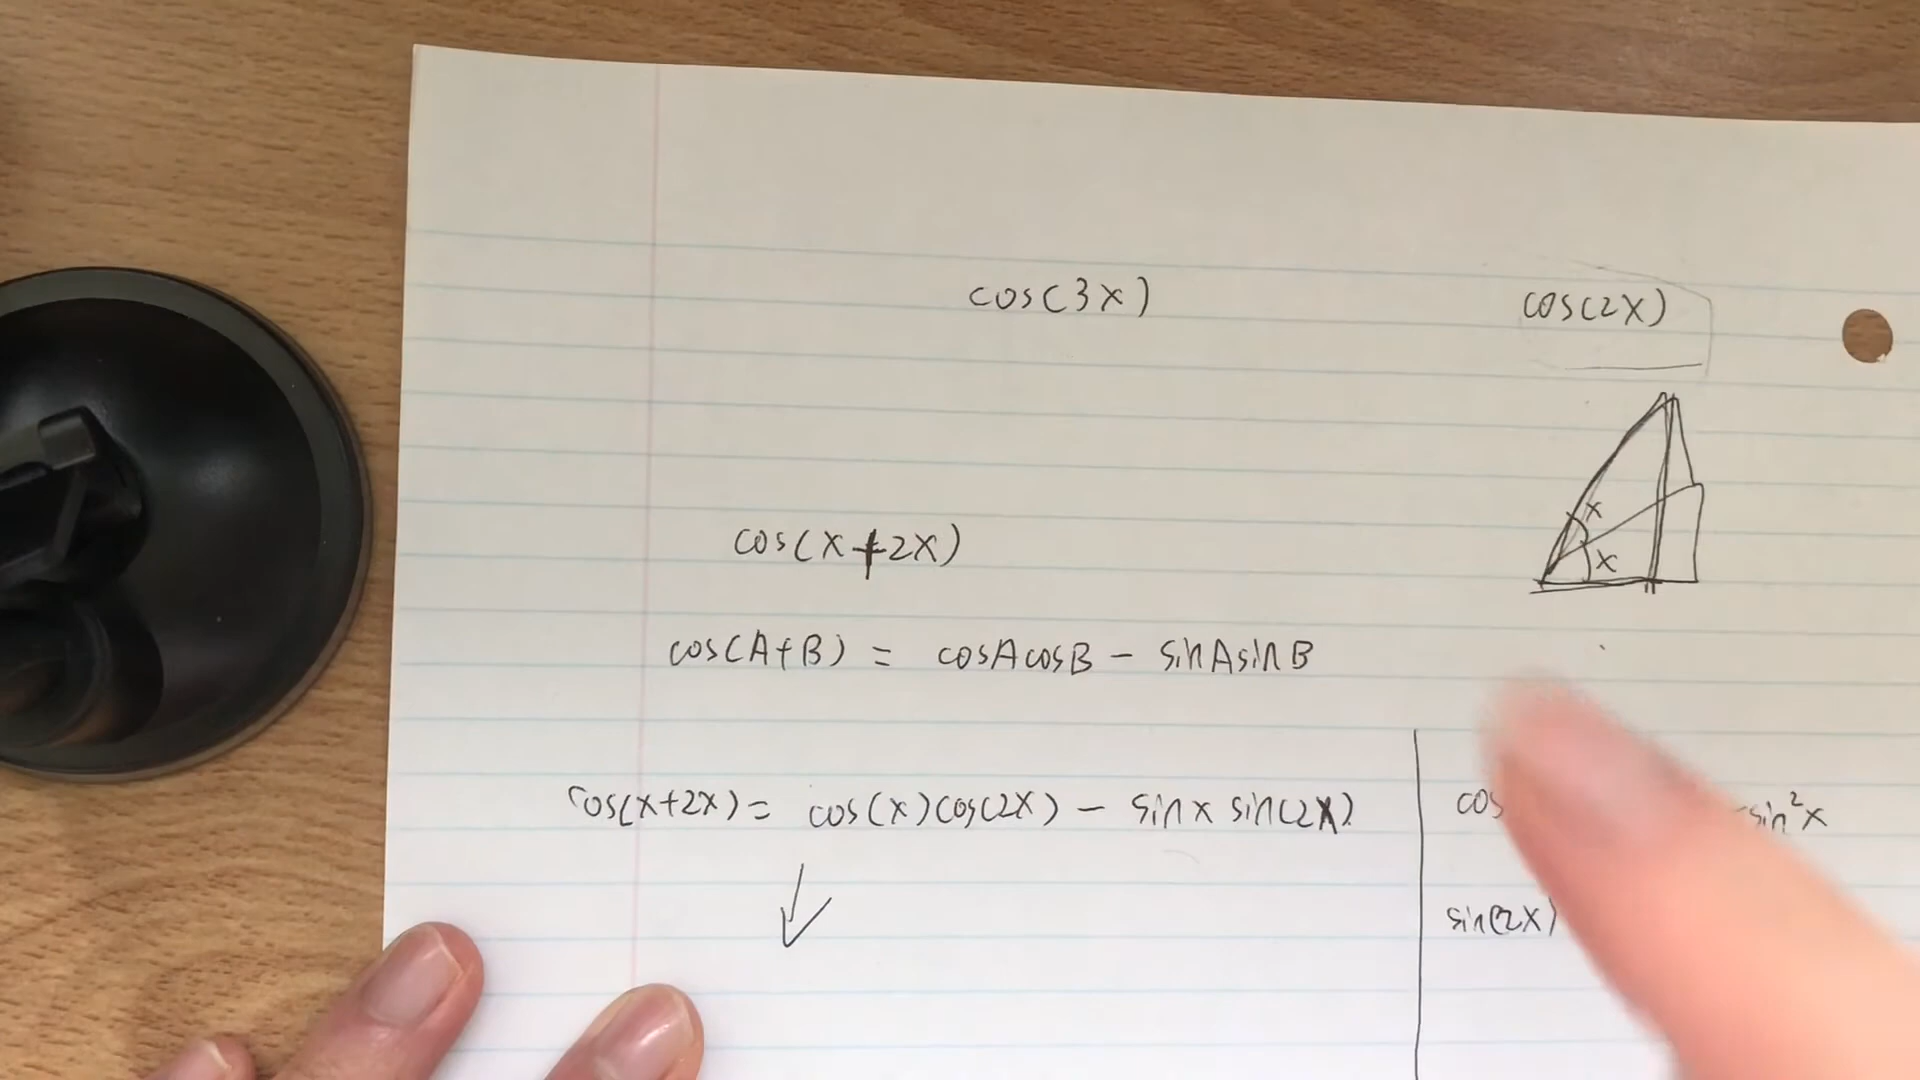 cos(3x)
cos(2x)
x
x
cos(x+2x)
cos(A+B) = cosAcosB - sinAsinB
cos(x+2x) = cos(x)cos(2x) - sinx sin(2x)
cos
sin²x
sin(2x)